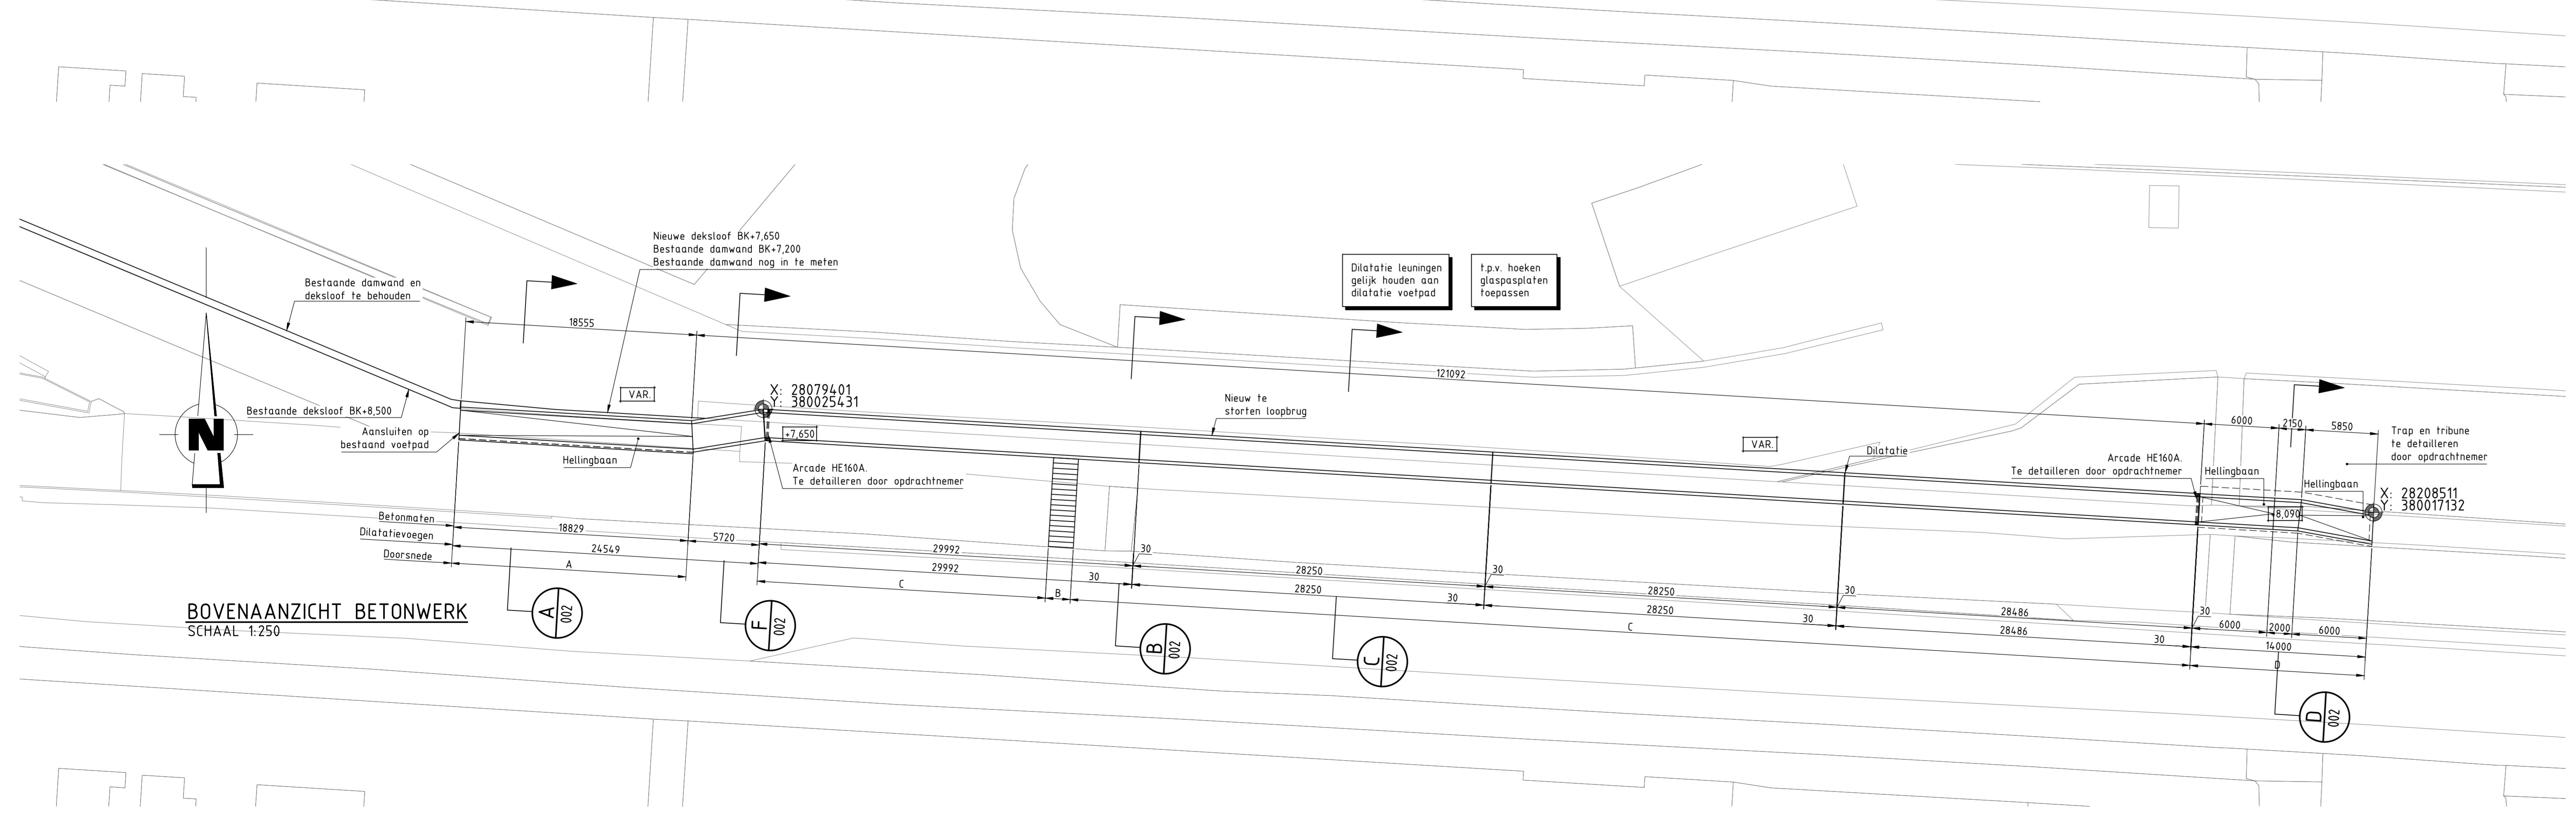 Nieuwe deksloof BK+7,650
Bestaande damwand BK+7,200
Bestaande damwand nog in te meten
Bestaande damwand en
deksloof te behouden
Dilatatie leuningen
gelijk houden aan
dilatatie voetpad
t.p.v. hoeken
glaspasplaten
toepassen
18555
121092
VAR.
X: 28079401
Y: 380025431
Bestaande deksloof BK+8,500
Aansluiten op
bestaand voetpad
N
Hellingbaan
+7,650
Arcade HE160A.
Te detailleren door opdrachtnemer
Nieuw te
storten loopbrug
VAR.
Dilatatie
6000
2150
5850
Trap en tribune
te detailleren
door opdrachtnemer
Arcade HE160A.
Te detailleren door opdrachtnemer
Hellingbaan
Hellingbaan
X: 28208511
Y: 380017132
8,090
Betonmaten
18829
5720
29992
30
28250
30
28250
30
28486
30
6000
2000
6000
Dilatatievoegen
24549
29992
30
28250
30
28250
30
28486
30
14000
Doorsnede
A
C
B
C
D
A
002
F
002
B
002
C
002
D
002
BOVENAANZICHT BETONWERK
SCHAAL 1:250